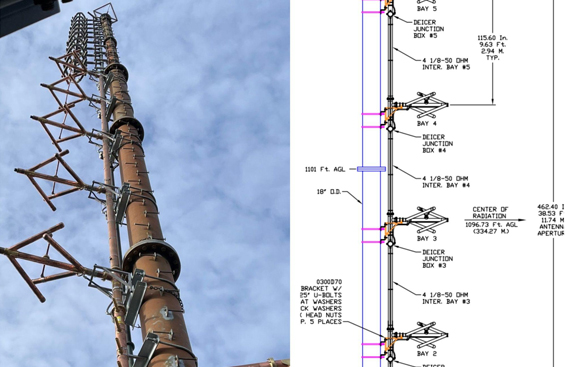 BAY 5
DEICER
JUNCTION
BOX #5
115.60 In.
9.63 Ft.
2.94 M.
TYP.
4 1/8-50 OHM
INTER. BAY #5
BAY 4
DEICER
JUNCTION
BOX #4
1101 Ft. AGL
4 1/8-50 OHM
INTER. BAY #4
18" O.D.
CENTER OF
RADIATION
1096.73 Ft. AGL
(334.27 M.)
462.40 I
38.53 F
11.74 M
ANTENN
APERTUR
BAY 3
DEICER
JUNCTION
BOX #3
0300D70
BRACKET W/
25" U-BOLTS
AT WASHERS
CK WASHERS
HEAD NUTS
P. 5 PLACES
4 1/8-50 OHM
INTER. BAY #3
BAY 2
DEICER